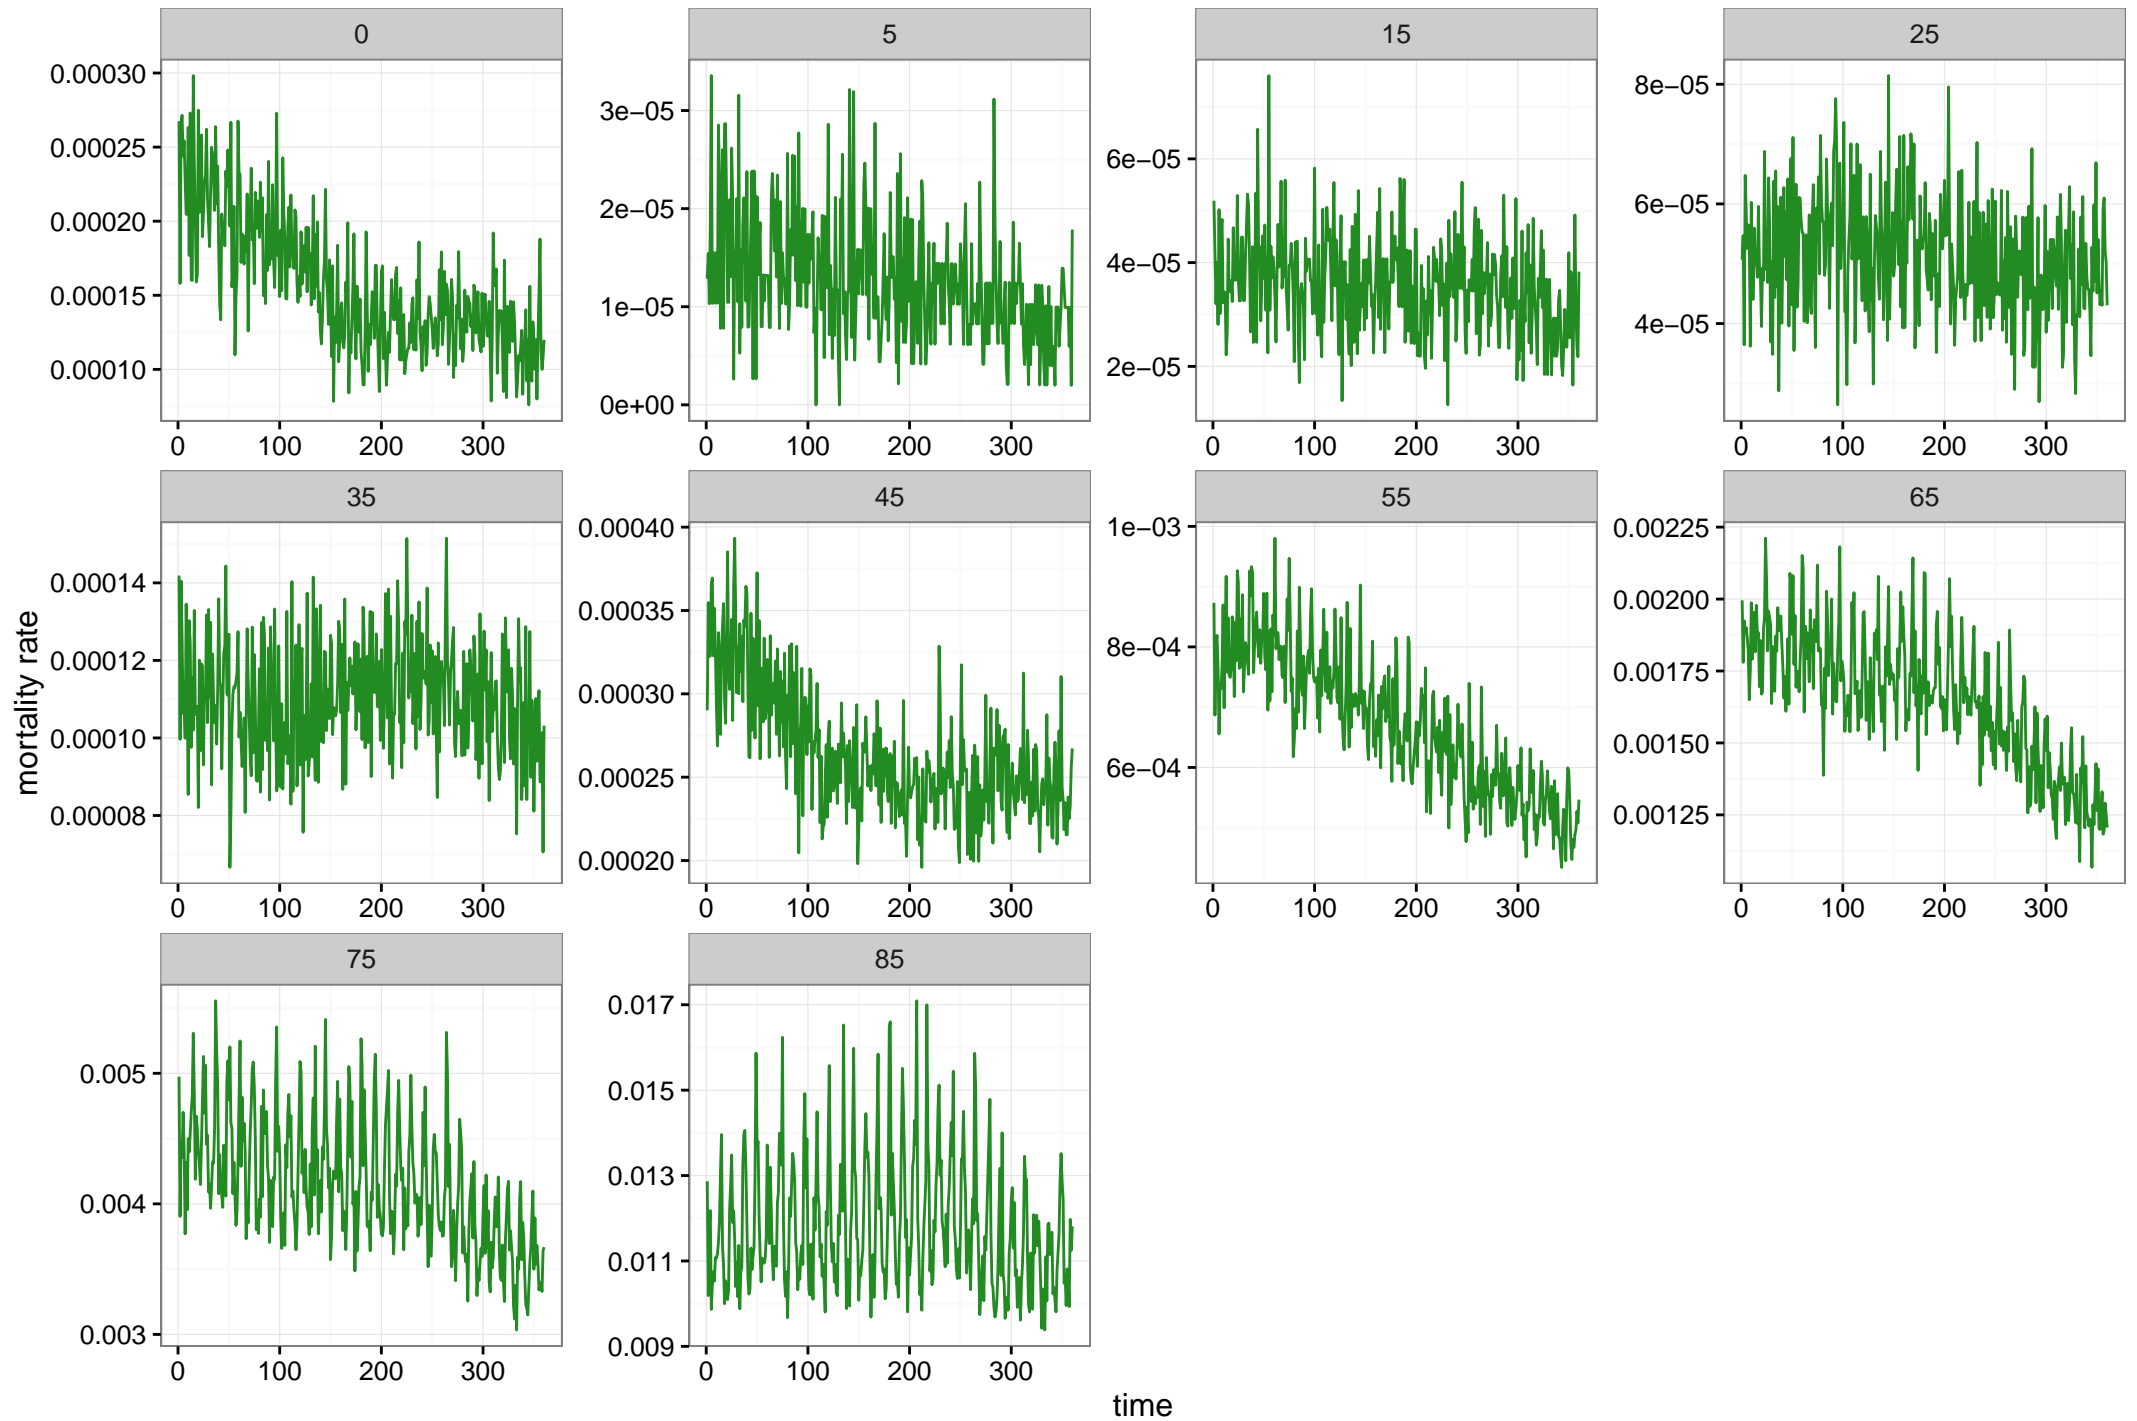 0 5 15 25
0.00030
0.00025
0.00020
0.00015
0.00010
3e−05
2e−05
1e−05
0e+00
6e−05
4e−05
2e−05
8e−05
6e−05
4e−05
0 100 200 300 0 100 200 300 0 100 200 300 0 100 200 300
35 45 55 65
mortality rate
0.00014
0.00012
0.00010
0.00008
0.00040
0.00035
0.00030
0.00025
0.00020
1e−03
8e−04
6e−04
0.00225
0.00200
0.00175
0.00150
0.00125
0 100 200 300 0 100 200 300 0 100 200 300 0 100 200 300
75 85
0.005
0.004
0.003
0.017
0.015
0.013
0.011
0.009
0 100 200 300 0 100 200 300
time